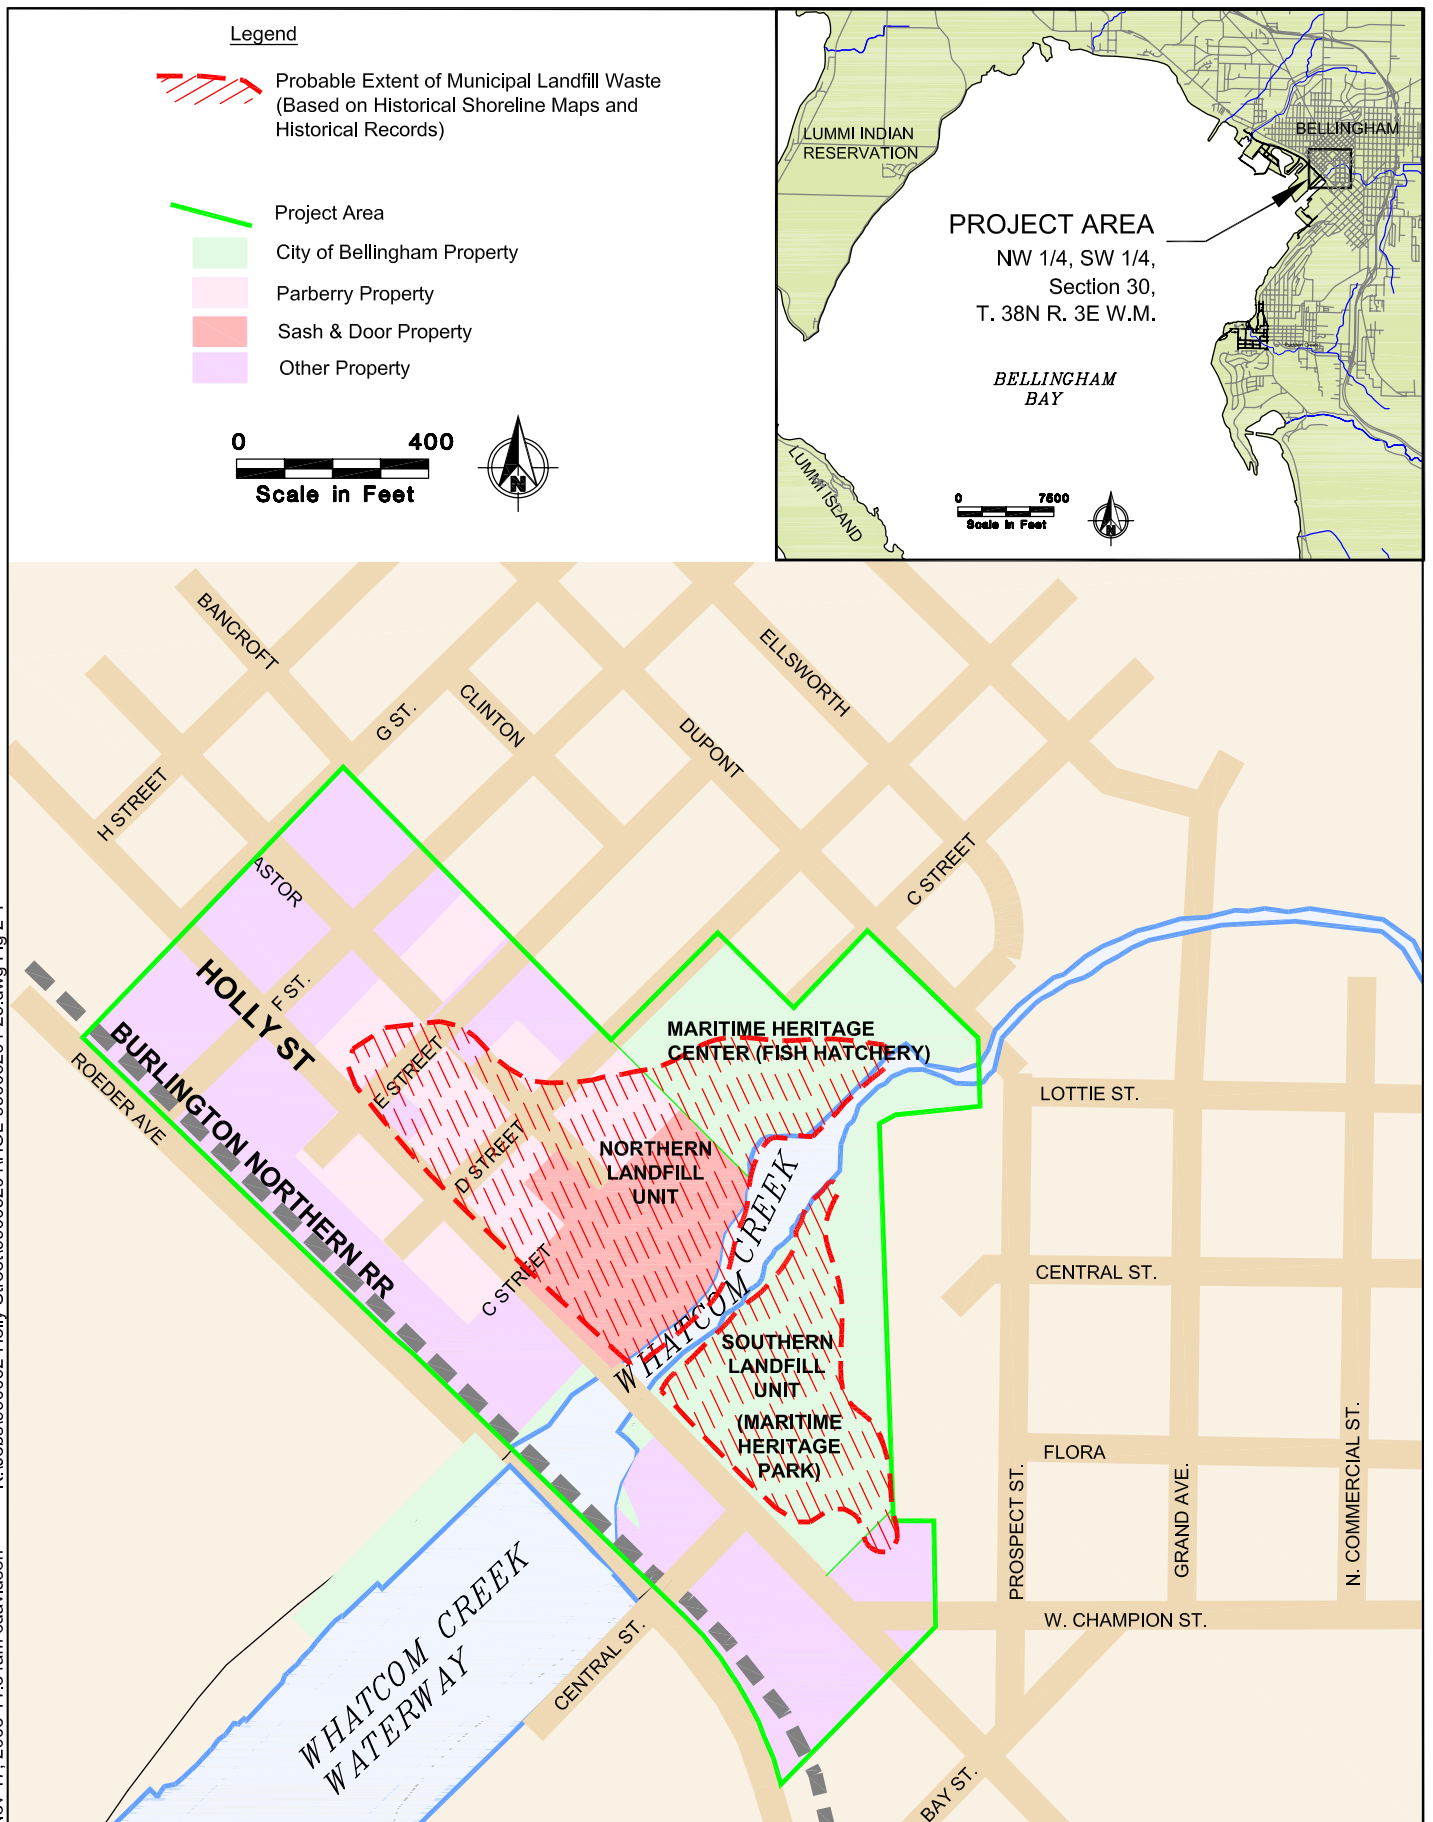 Legend
Probable Extent of Municipal Landfill Waste
(Based on Historical Shoreline Maps and
Historical Records)
Project Area
City of Bellingham Property
Parberry Property
Sash & Door Property
Other Property
0 400
Scale in Feet
N
LUMMI INDIAN
RESERVATION
BELLINGHAM
PROJECT AREA
NW 1/4, SW 1/4,
Section 30,
T. 38N R. 3E W.M.
BELLINGHAM
BAY
LUMMI ISLAND
0 7500
Scale in Feet
N
BANCROFT
G ST.
CLINTON
ELLSWORTH
DUPONT
H STREET
ASTOR
C STREET
HOLLY ST
F ST.
BURLINGTON NORTHERN RR
ROEDER AVE
E STREET
D STREET
C STREET
MARITIME HERITAGE
CENTER (FISH HATCHERY)
NORTHERN
LANDFILL
UNIT
WHATCOM CREEK
SOUTHERN
LANDFILL
UNIT
(MARITIME
HERITAGE
PARK)
LOTTIE ST.
CENTRAL ST.
FLORA
PROSPECT ST.
GRAND AVE.
N. COMMERCIAL ST.
W. CHAMPION ST.
CENTRAL ST.
BAY ST.
WHATCOM CREEK
WATERWAY